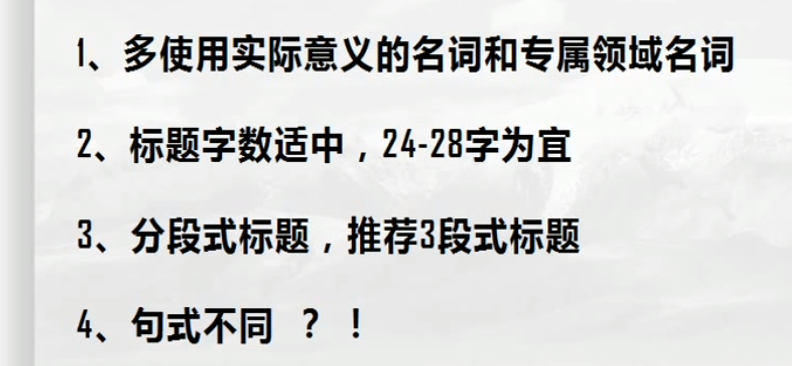 1、多使用实际意义的名词和专属领域名词
2、标题字数适中，24-28字为宜
3、分段式标题，推荐3段式标题
4、句式不同 ？ ！